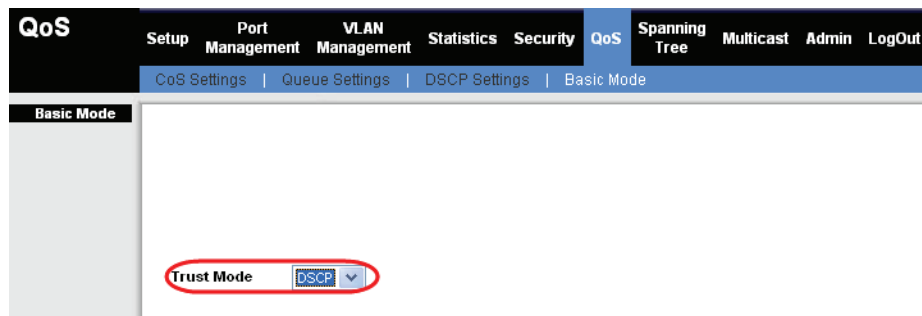 QoS
Setup Port Management VLAN Management Statistics Security QoS Spanning Tree Multicast Admin LogOut
CoS Settings | Queue Settings | DSCP Settings | Basic Mode
Basic Mode
Trust Mode DSCP